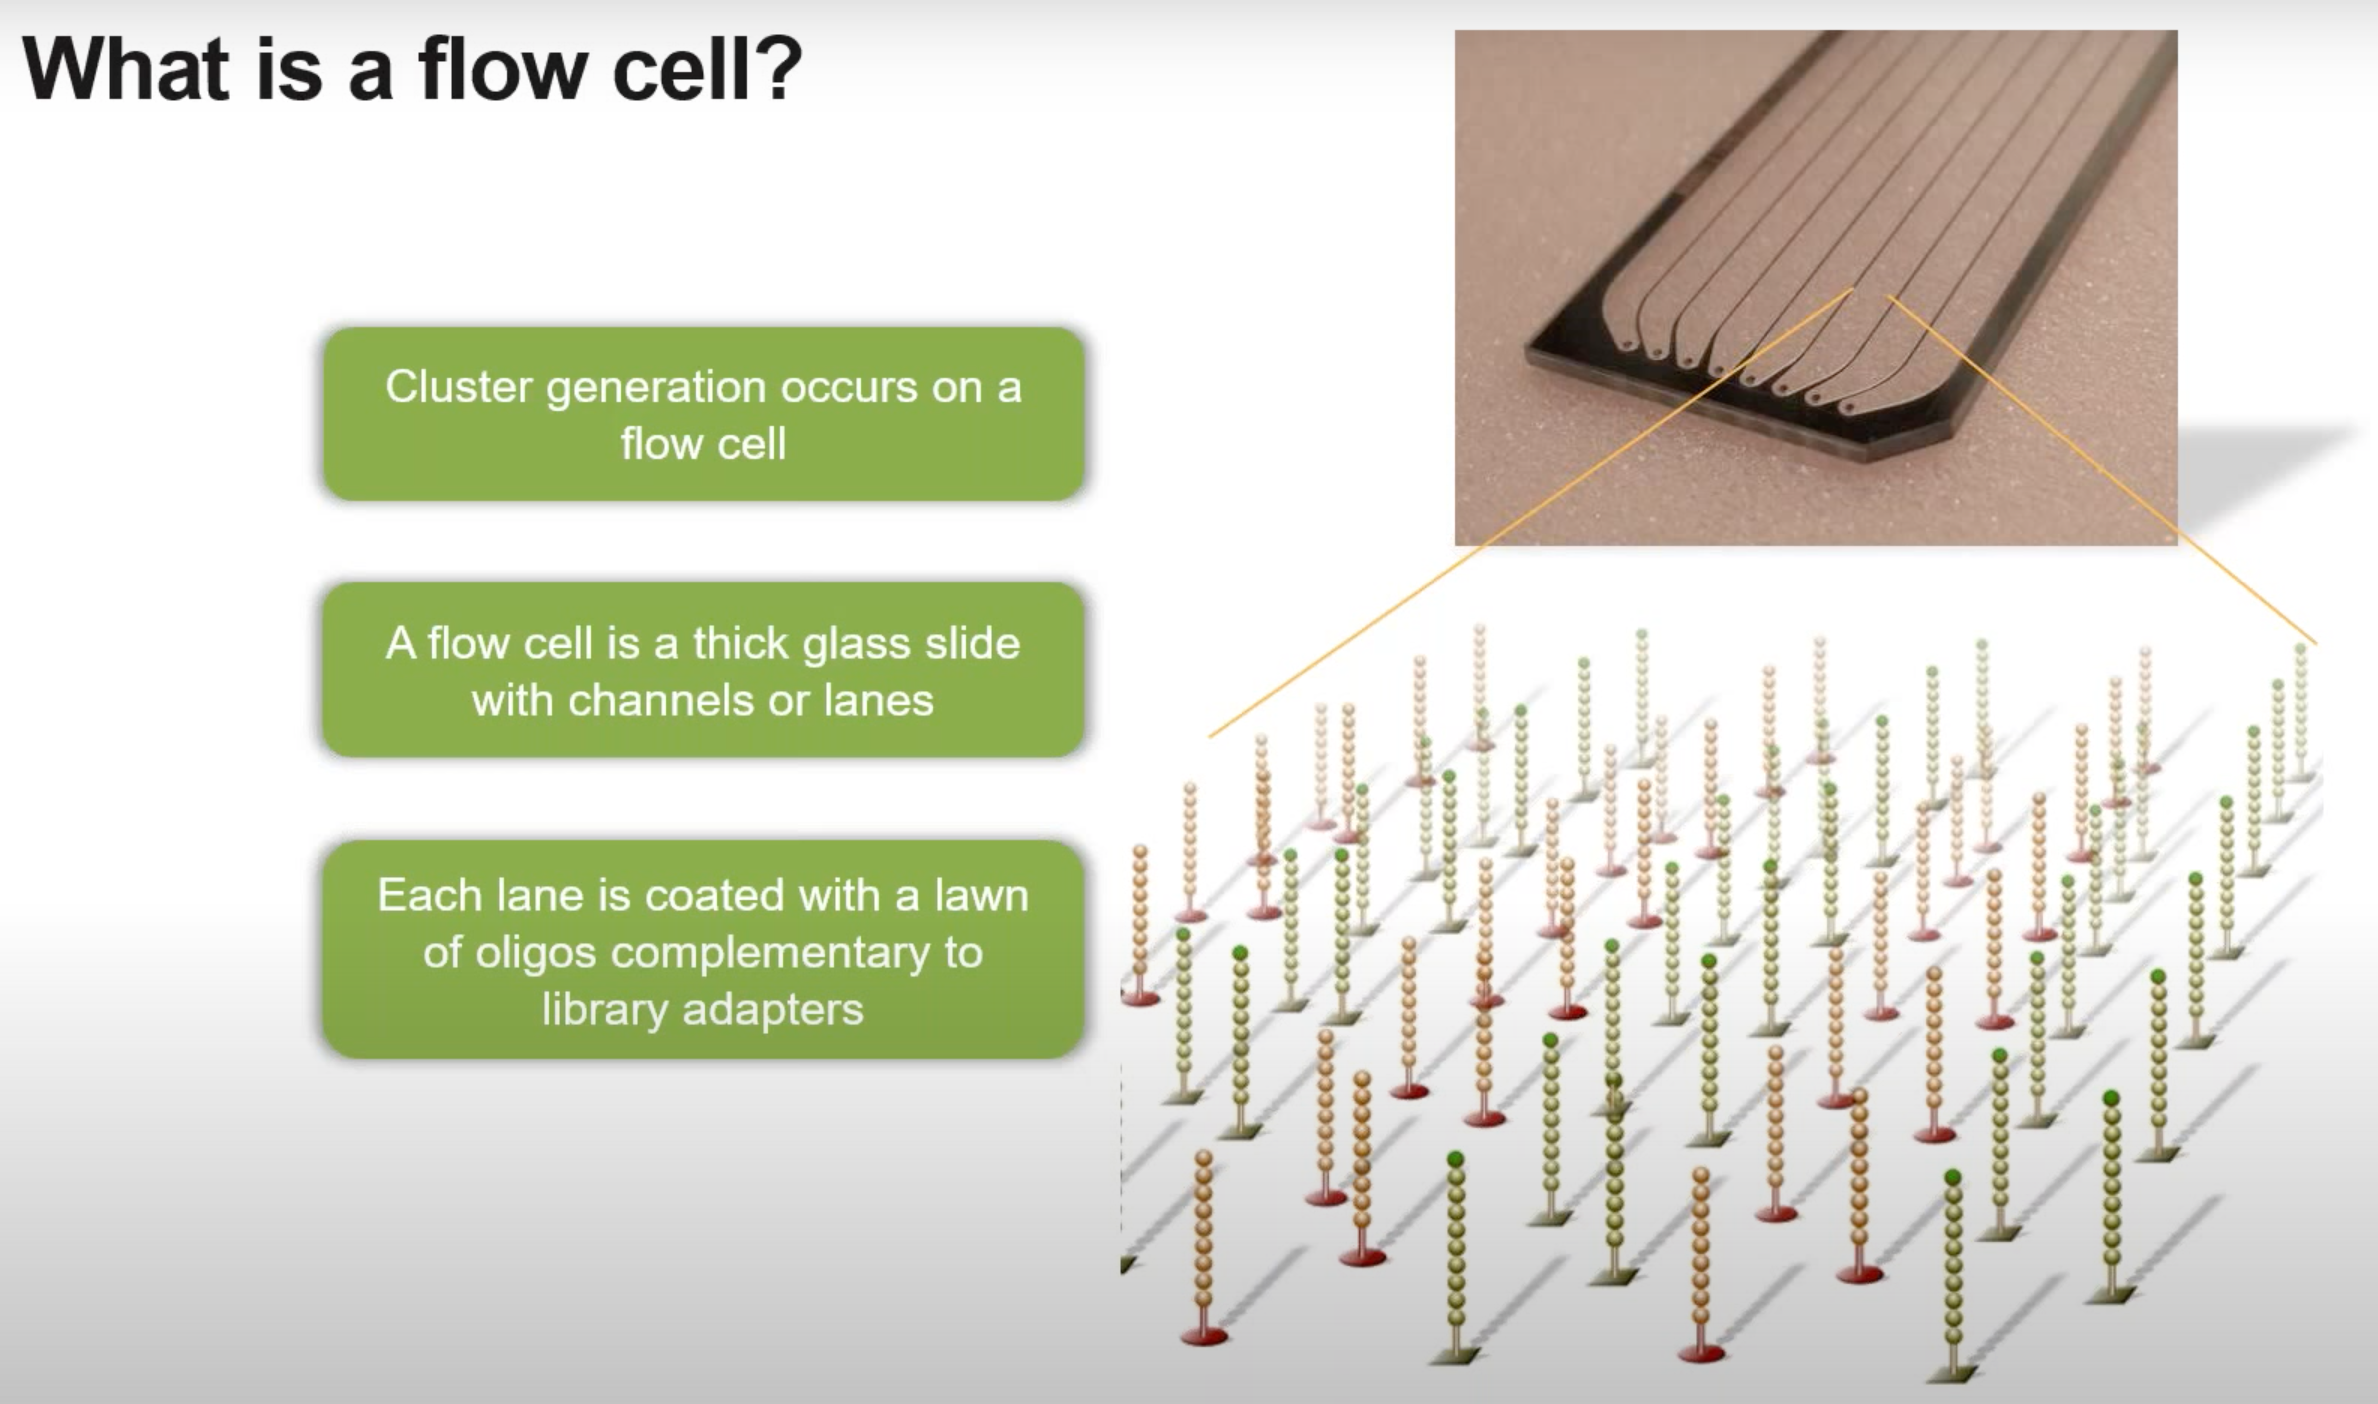 What is a flow cell?
Cluster generation occurs on a
flow cell
A flow cell is a thick glass slide
with channels or lanes
Each lane is coated with a lawn
of oligos complementary to
library adapters